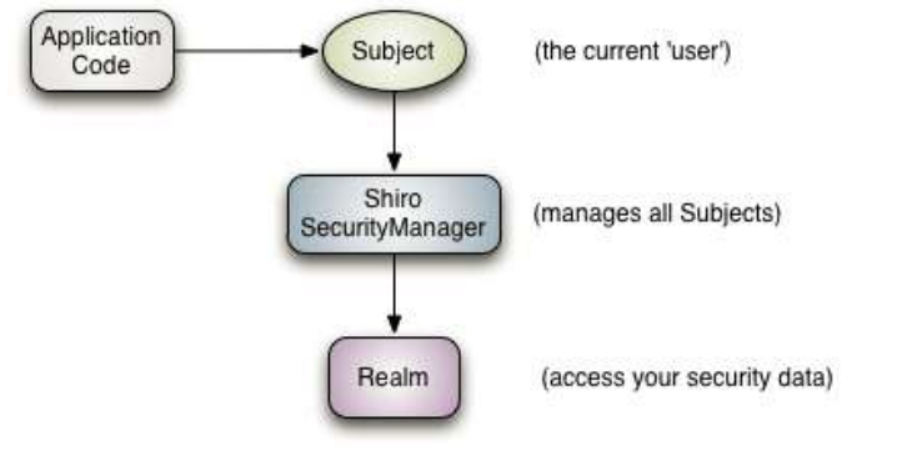 Application
Code
Subject
(the current 'user')
Shiro
SecurityManager
(manages all Subjects)
Realm
(access your security data)